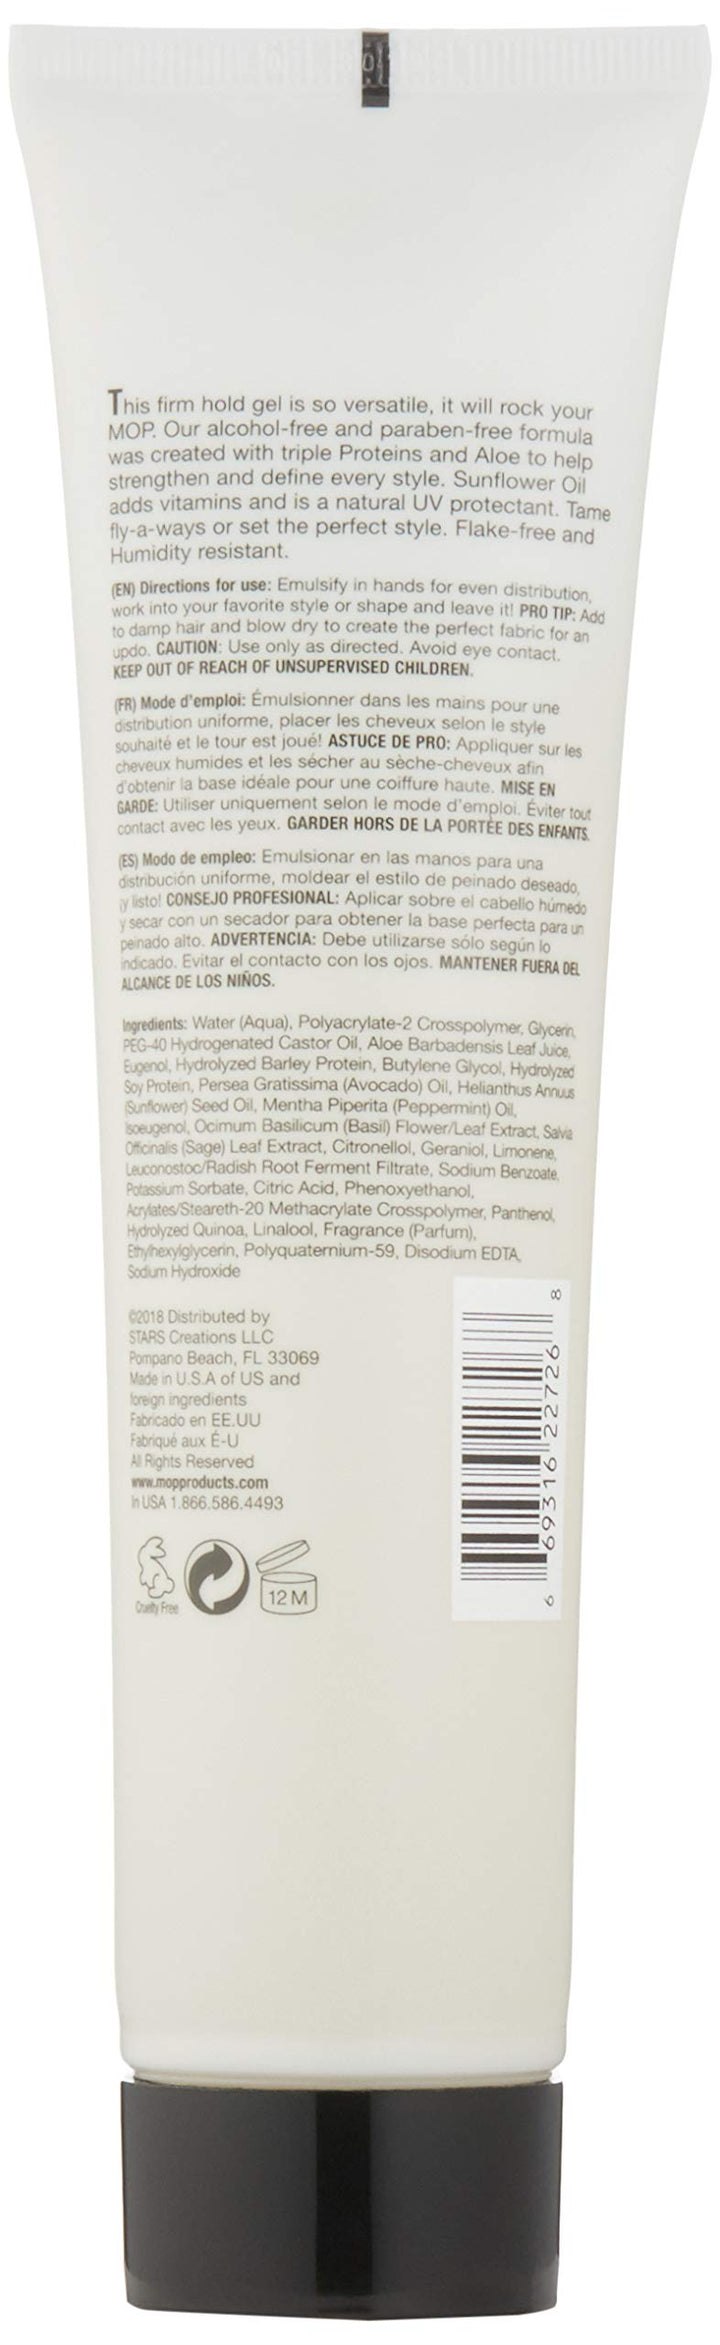 This firm hold gel is so versatile, it will rock your
MOP. Our alcohol-free and paraben-free formula
was created with triple Proteins and Aloe to help
strengthen and define every style. Sunflower Oil
adds vitamins and is a natural UV protectant. Tame
fly-a-ways or set the perfect style. Flake-free and
Humidity resistant.
(EN) Directions for use: Emulsify in hands for even distribution,
work into your favorite style or shape and leave it! PRO TIP: Add
to damp hair and blow dry to create the perfect fabric for an
updo. CAUTION: Use only as directed. Avoid eye contact.
KEEP OUT OF REACH OF UNSUPERVISED CHILDREN.
(FR) Mode d'emploi: Émulsionner dans les mains pour une
distribution uniforme, placer les cheveux selon le style
souhaité et le tour est joué! ASTUCE DE PRO: Appliquer sur les
cheveux humides et les sécher au sèche-cheveux afin
d'obtenir la base idéale pour une coiffure haute. MISE EN
GARDE: Utiliser uniquement selon le mode d'emploi. Éviter tout
contact avec les yeux. GARDER HORS DE LA PORTÉE DES ENFANTS.
(ES) Modo de empleo: Emulsionar en las manos para una
distribución uniforme, moldear el estilo de peinado deseado,
¡y listo! CONSEJO PROFESIONAL: Aplicar sobre el cabello húmedo
y secar con un secador para obtener la base perfecta para un
peinado alto. ADVERTENCIA: Debe utilizarse sólo según lo
indicado. Evitar el contacto con los ojos. MANTENER FUERA DEL
ALCANCE DE LOS NIÑOS.
Ingredients: Water (Aqua), Polyacrylate-2 Crosspolymer, Glycerin,
PEG-40 Hydrogenated Castor Oil, Aloe Barbadensis Leaf Juice,
Eugenol, Hydrolyzed Barley Protein, Butylene Glycol, Hydrolyzed
Soy Protein, Persea Gratissima (Avocado) Oil, Helianthus Annuus
(Sunflower) Seed Oil, Mentha Piperita (Peppermint) Oil,
Isoeugenol, Ocimum Basilicum (Basil) Flower/Leaf Extract, Salvia
Officinalis (Sage) Leaf Extract, Citronellol, Geraniol, Limonene,
Leuconostoc/Radish Root Ferment Filtrate, Sodium Benzoate,
Potassium Sorbate, Citric Acid, Phenoxyethanol,
Acrylates/Steareth-20 Methacrylate Crosspolymer, Panthenol,
Hydrolyzed Quinoa, Linalool, Fragrance (Parfum),
Ethylhexylglycerin, Polyquaternium-59, Disodium EDTA,
Sodium Hydroxide
©2018 Distributed by
STARS Creations LLC
Pompano Beach, FL 33069
Made in U.S.A of US and
foreign ingredients
Fabricado en EE.UU
Fabriqué aux É-U
All Rights Reserved
www.mopproducts.com
In USA 1.866.586.4493
Cruelty Free
12 M
6 69316 22726 8